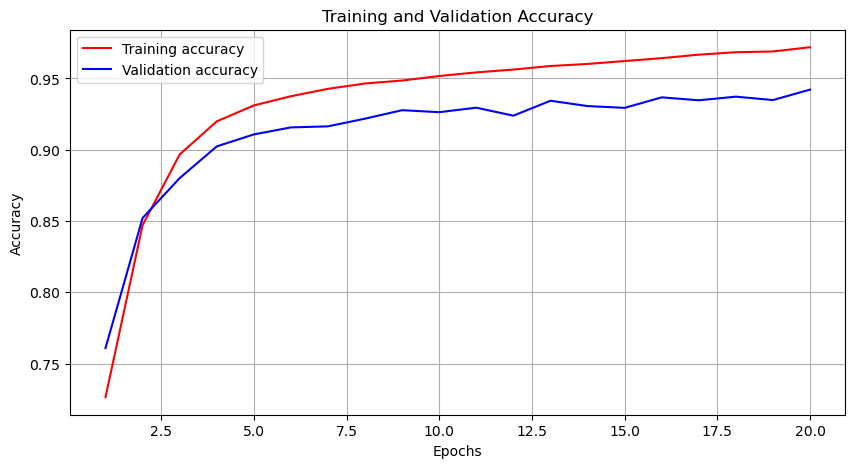 Training and Validation Accuracy
Training accuracy
Validation accuracy
Accuracy
0.95
0.90
0.85
0.80
0.75
2.5 5.0 7.5 10.0 12.5 15.0 17.5 20.0
Epochs